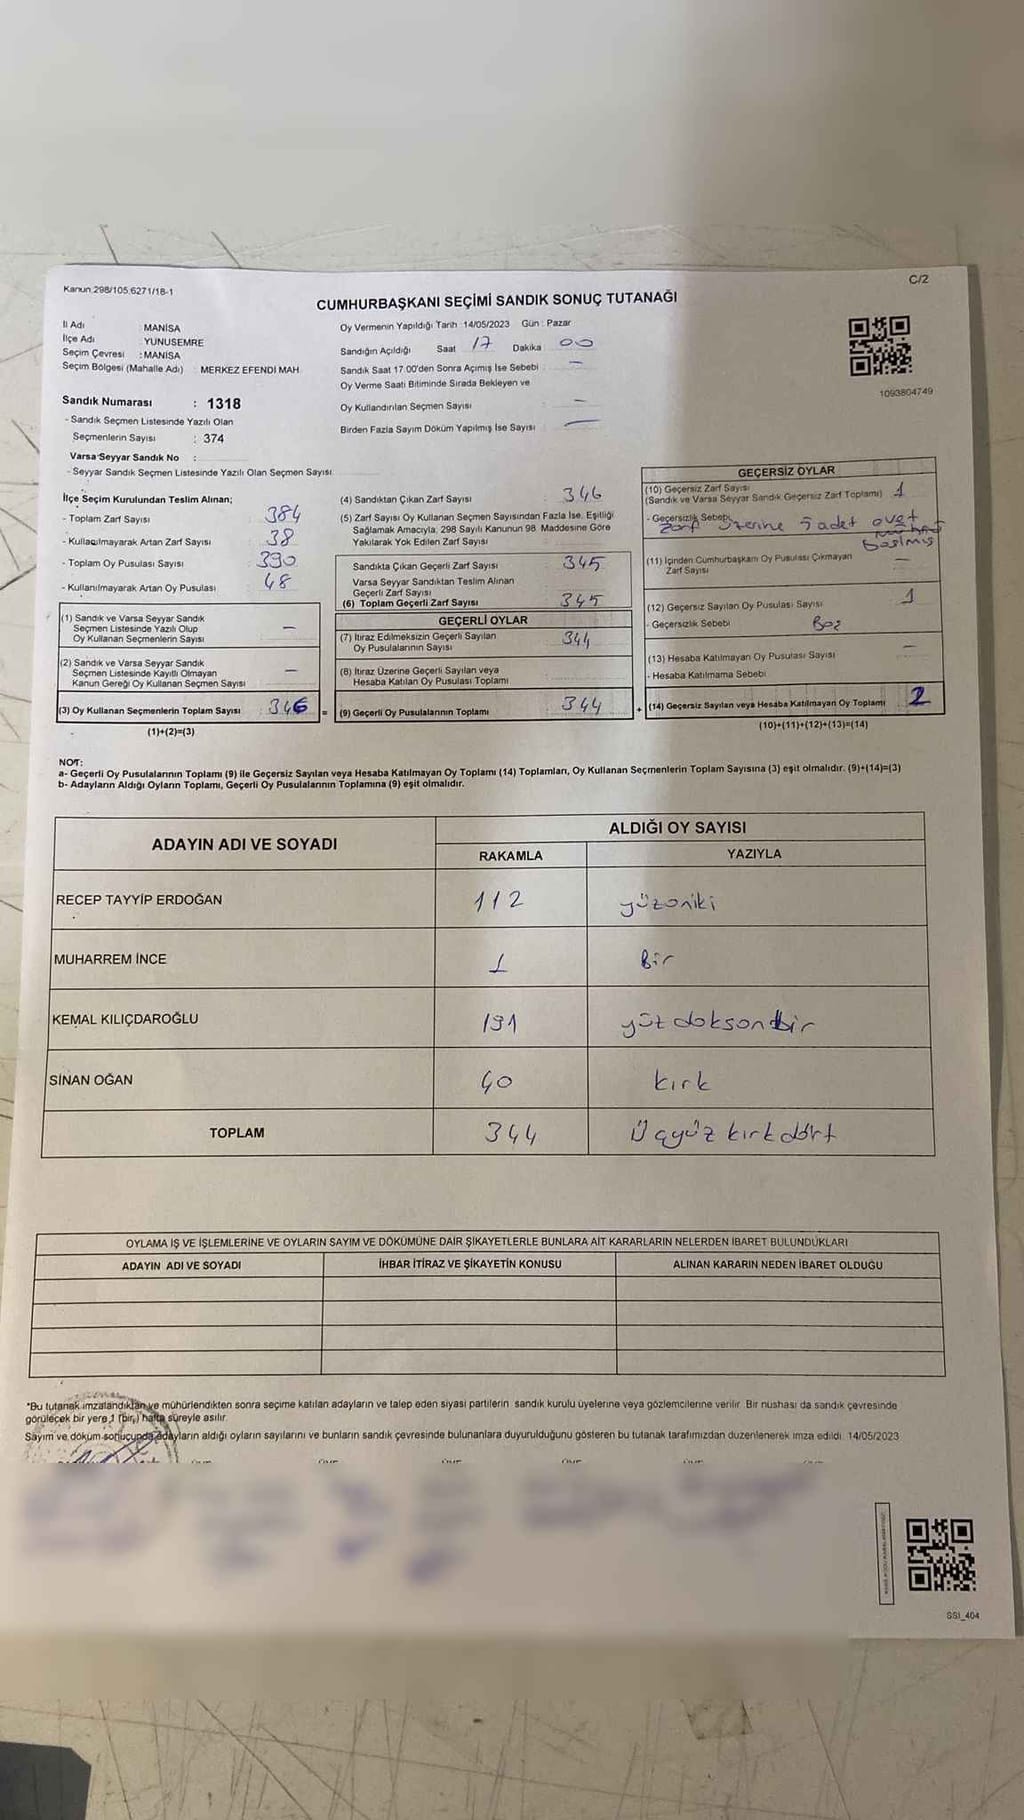 Kanun 298/105,6271/18-1
C/2
CUMHURBAŞKANI SEÇİMİ SANDIK SONUÇ TUTANAĞI
İl Adı MANİSA
İlçe Adı YUNUSEMRE
Seçim Çevresi : MANİSA
Seçim Bölgesi (Mahalle Adı) : MERKEZ EFENDİ MAH
Sandık Numarası : 1318
- Sandık Seçmen Listesinde Yazılı Olan
Seçmenlerin Sayısı : 374
Varsa Seyyar Sandık No :
- Seyyar Sandık Seçmen Listesinde Yazılı Olan Seçmen Sayısı
Oy Vermenin Yapıldığı Tarih 14/05/2023 Gün : Pazar
Sandığın Açıldığı Saat 17 Dakika 00
Sandık Saat 17.00'den Sonra Açımış İse Sebebi —
Oy Verme Saati Bitiminde Sırada Bekleyen ve
Oy Kullandırılan Seçmen Sayısı —
Birden Fazla Sayım Döküm Yapılmış İse Sayısı —
1093804749
İlçe Seçim Kurulundan Teslim Alınan;
- Toplam Zarf Sayısı 384
- Kullanılmayarak Artan Zarf Sayısı 38
- Toplam Oy Pusulası Sayısı 390
- Kullanılmayarak Artan Oy Pusulası 48
(1) Sandık ve Varsa Seyyar Sandık
Seçmen Listesinde Yazılı Olup
Oy Kullanan Seçmenlerin Sayısı —
(2) Sandık ve Varsa Seyyar Sandık
Seçmen Listesinde Kayıtlı Olmayan
Kanun Gereği Oy Kullanan Seçmen Sayısı —
(3) Oy Kullanan Seçmenlerin Toplam Sayısı 346 =
(1)+(2)=(3)
(4) Sandıktan Çıkan Zarf Sayısı 346
(5) Zarf Sayısı Oy Kullanan Seçmen Sayısından Fazla İse, Eşitliği
Sağlamak Amacıyla, 298 Sayılı Kanunun 98. Maddesine Göre
Yakılarak Yok Edilen Zarf Sayısı
Sandıkta Çıkan Geçerli Zarf Sayısı 345
Varsa Seyyar Sandıktan Teslim Alınan
Geçerli Zarf Sayısı
(6) Toplam Geçerli Zarf Sayısı 345
GEÇERLİ OYLAR
(7) İtiraz Edilmeksizin Geçerli Sayılan
Oy Pusulalarının Sayısı 344
(8) İtiraz Üzerine Geçerli Sayılan veya
Hesaba Katılan Oy Pusulası Toplamı
(9) Geçerli Oy Pusulalarının Toplamı 344 +
GEÇERSİZ OYLAR
(10) Geçersiz Zarf Sayısı
(Sandık ve Varsa Seyyar Sandık Geçersiz Zarf Toplamı) 1
- Geçersizlik Sebebi
Zarf üzerine 5 adet evet
basılmış
(11) İçinden Cumhurbaşkanı Oy Pusulası Çıkmayan
Zarf Sayısı —
(12) Geçersiz Sayılan Oy Pusulası Sayısı 1
- Geçersizlik Sebebi Boz
(13) Hesaba Katılmayan Oy Pusulası Sayısı —
- Hesaba Katılmama Sebebi
(14) Geçersiz Sayılan veya Hesaba Katılmayan Oy Toplamı 2
(10)+(11)+(12)+(13)=(14)
NOT:
a- Geçerli Oy Pusulalarının Toplamı (9) ile Geçersiz Sayılan veya Hesaba Katılmayan Oy Toplamı (14) Toplamları, Oy Kullanan Seçmenlerin Toplam Sayısına (3) eşit olmalıdır. (9)+(14)=(3)
b- Adayların Aldığı Oyların Toplamı, Geçerli Oy Pusulalarının Toplamına (9) eşit olmalıdır.
ADAYIN ADI VE SOYADI
ALDIĞI OY SAYISI
RAKAMLA YAZIYLA
RECEP TAYYİP ERDOĞAN 112 yüzoniki
MUHARREM İNCE 1 Bir
KEMAL KILIÇDAROĞLU 191 yüzdoksanbir
SİNAN OĞAN 40 kırk
TOPLAM 344 Üçyüzkırkdört
OYLAMA İŞ VE İŞLEMLERİNE VE OYLARIN SAYIM VE DÖKÜMÜNE DAİR ŞİKAYETLERLE BUNLARA AİT KARARLARIN NELERDEN İBARET BULUNDUKLARI
ADAYIN ADI VE SOYADI İHBAR İTİRAZ VE ŞİKAYETİN KONUSU ALINAN KARARIN NEDEN İBARET OLDUĞU
*Bu tutanak imzalandıktan ve mühürlendikten sonra seçime katılan adayların ve talep eden siyasi partilerin sandık kurulu üyelerine veya gözlemcilerine verilir. Bir nüshası da sandık çevresinde
görülecek bir yere 1 (bir) hafta süreyle asılır.
Sayım ve döküm sonuçunda adayların aldığı oyların sayılarını ve bunların sandık çevresinde bulunanlara duyurulduğunu gösteren bu tutanak tarafımızdan düzenlenerek imza edildi. 14/05/2023
SSI_404